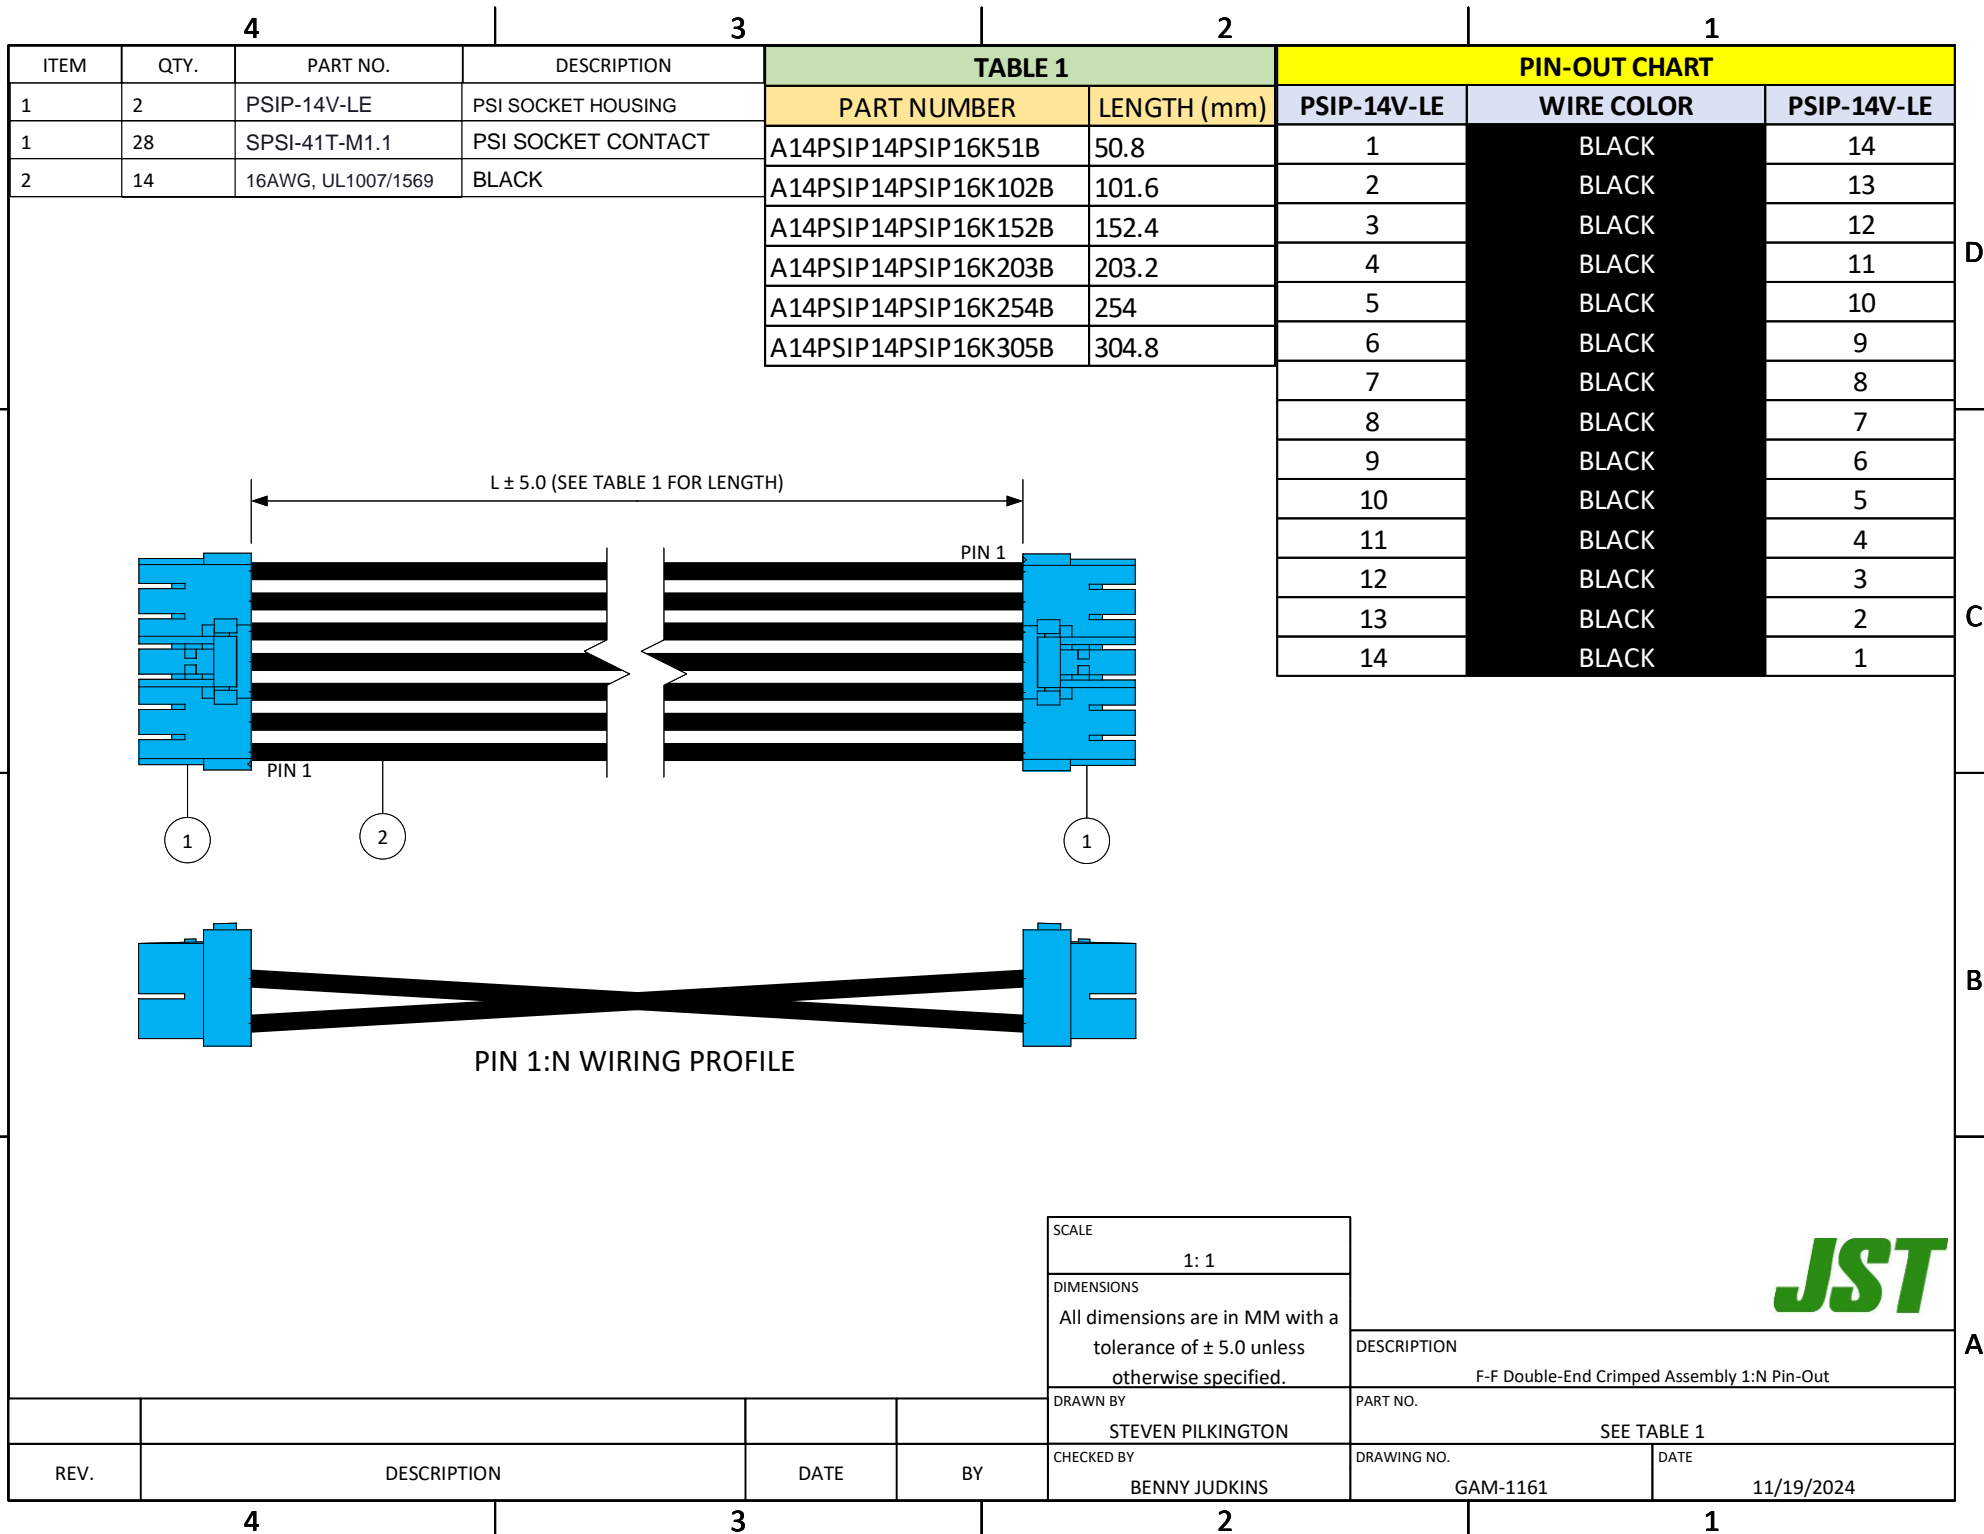 4 3 2 1
ITEM QTY. PART NO. DESCRIPTION
1 2 PSIP-14V-LE PSI SOCKET HOUSING
1 28 SPSI-41T-M1.1 PSI SOCKET CONTACT
2 14 16AWG, UL1007/1569 BLACK
TABLE 1
PART NUMBER LENGTH (mm)
A14PSIP14PSIP16K51B 50.8
A14PSIP14PSIP16K102B 101.6
A14PSIP14PSIP16K152B 152.4
A14PSIP14PSIP16K203B 203.2
A14PSIP14PSIP16K254B 254
A14PSIP14PSIP16K305B 304.8
PIN-OUT CHART
PSIP-14V-LE WIRE COLOR PSIP-14V-LE
1 BLACK 14
2 BLACK 13
3 BLACK 12
4 BLACK 11
5 BLACK 10
6 BLACK 9
7 BLACK 8
8 BLACK 7
9 BLACK 6
10 BLACK 5
11 BLACK 4
12 BLACK 3
13 BLACK 2
14 BLACK 1
D
C
B
A
L ± 5.0 (SEE TABLE 1 FOR LENGTH)
PIN 1
PIN 1
1 2 1
PIN 1:N WIRING PROFILE
SCALE
1: 1
DIMENSIONS
All dimensions are in MM with a
tolerance of ± 5.0 unless
otherwise specified.
DRAWN BY
STEVEN PILKINGTON
CHECKED BY
BENNY JUDKINS
JST
DESCRIPTION
F-F Double-End Crimped Assembly 1:N Pin-Out
PART NO.
SEE TABLE 1
DRAWING NO.
GAM-1161
DATE
11/19/2024
REV. DESCRIPTION DATE BY
4 3 2 1